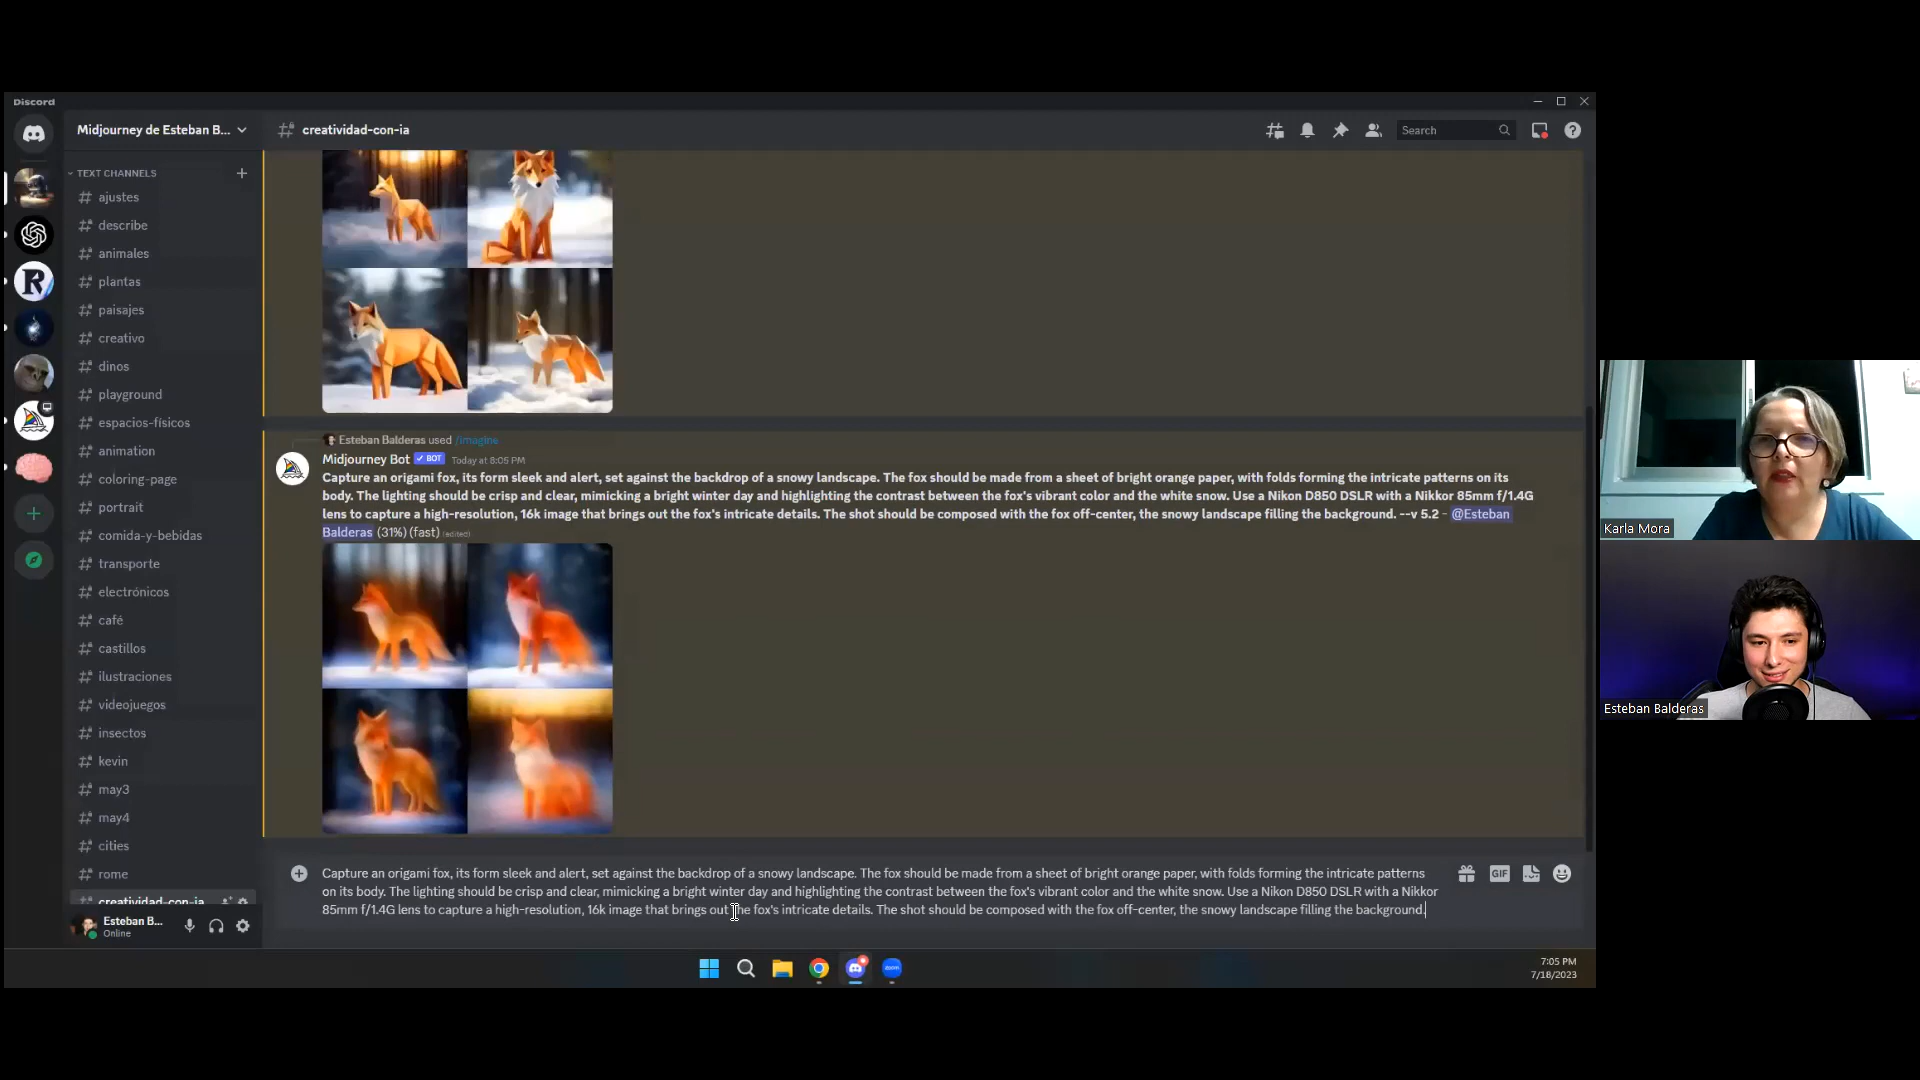 Discord
Midjourney de Esteban B...
creatividad-con-ia
Search
TEXT CHANNELS
ajustes
describe
animales
plantas
paisajes
creativo
dinos
playground
espacios-físicos
animation
coloring-page
portrait
comida-y-bebidas
transporte
electrónicos
café
castillos
ilustraciones
videojuegos
insectos
kevin
may3
may4
cities
rome
creatividad-con-ia
Esteban B...
Online
Esteban Balderas used /imagine
Midjourney Bot ✓ BOT Today at 8:05 PM
Capture an origami fox, its form sleek and alert, set against the backdrop of a snowy landscape. The fox should be made from a sheet of bright orange paper, with folds forming the intricate patterns on its
body. The lighting should be crisp and clear, mimicking a bright winter day and highlighting the contrast between the fox's vibrant color and the white snow. Use a Nikon D850 DSLR with a Nikkor 85mm f/1.4G
lens to capture a high-resolution, 16k image that brings out the fox's intricate details. The shot should be composed with the fox off-center, the snowy landscape filling the background. --v 5.2 - @Esteban
Balderas (31%) (fast) (edited)
Capture an origami fox, its form sleek and alert, set against the backdrop of a snowy landscape. The fox should be made from a sheet of bright orange paper, with folds forming the intricate patterns
on its body. The lighting should be crisp and clear, mimicking a bright winter day and highlighting the contrast between the fox's vibrant color and the white snow. Use a Nikon D850 DSLR with a Nikkor
85mm f/1.4G lens to capture a high-resolution, 16k image that brings out the fox's intricate details. The shot should be composed with the fox off-center, the snowy landscape filling the background.
GIF
zoom
7:05 PM
7/18/2023
Karla Mora
Esteban Balderas